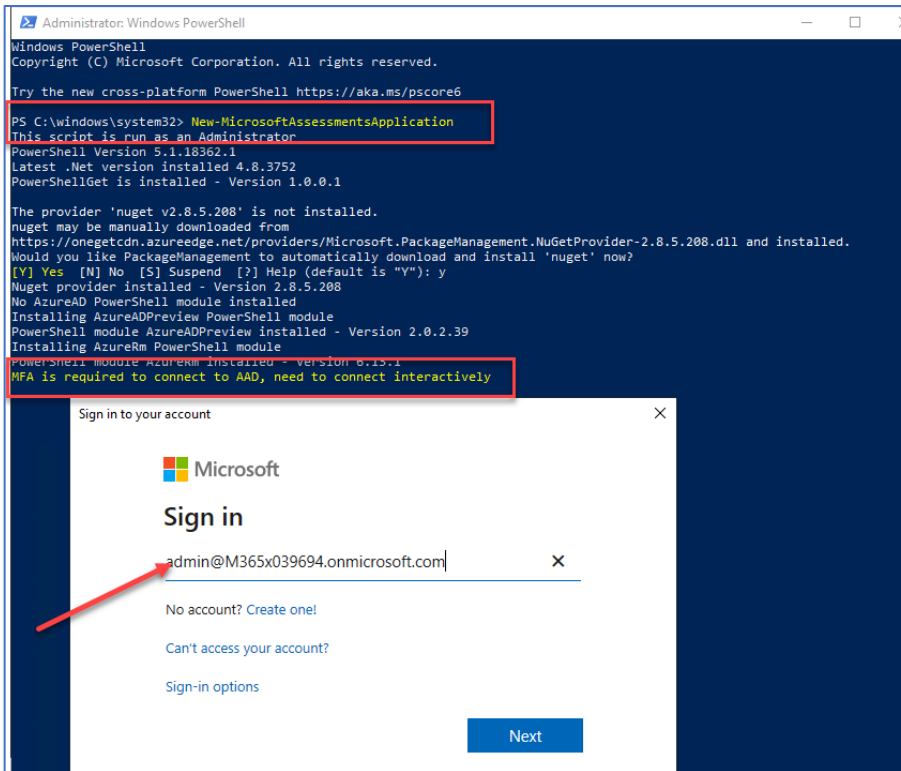 Administrator: Windows PowerShell
Windows PowerShell
Copyright (C) Microsoft Corporation. All rights reserved.
Try the new cross-platform PowerShell https://aka.ms/pscore6
PS C:\windows\system32> New-MicrosoftAssessmentsApplication
This script is run as an Administrator
PowerShell Version 5.1.18362.1
Latest .Net version installed 4.8.3752
PowerShellGet is installed - Version 1.0.0.1
The provider 'nuget v2.8.5.208' is not installed.
nuget may be manually downloaded from
https://onegetcdn.azureedge.net/providers/Microsoft.PackageManagement.NuGetProvider-2.8.5.208.dll and installed.
Would you like PackageManagement to automatically download and install 'nuget' now?
[Y] Yes  [N] No  [S] Suspend  [?] Help (default is "Y"): y
Nuget provider installed - Version 2.8.5.208
No AzureAD PowerShell module installed
Installing AzureADPreview PowerShell module
PowerShell module AzureADPreview installed - Version 2.0.2.39
Installing AzureRm PowerShell module
PowerShell module AzureRm installed - Version 6.13.1
MFA is required to connect to AAD, need to connect interactively
Sign in to your account
Microsoft
Sign in
admin@M365x039694.onmicrosoft.com
No account? Create one!
Can't access your account?
Sign-in options
Next